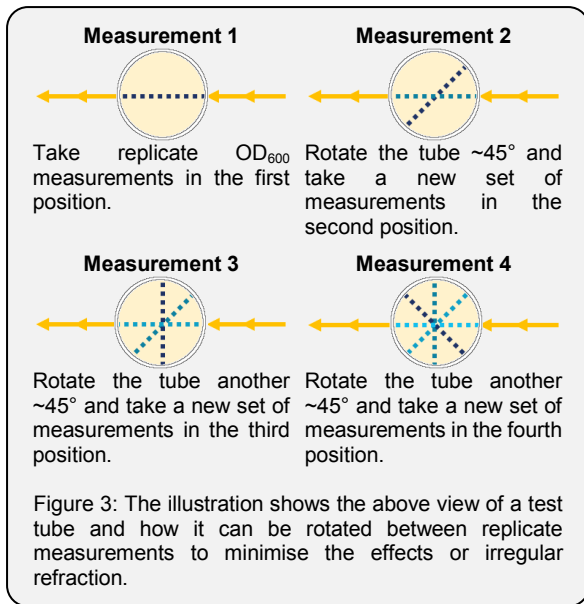 Measurement 1
Take replicate OD600
measurements in the first
position.
Measurement 2
Rotate the tube ~45° and
take a new set of
measurements in the
second position.
Measurement 3
Rotate the tube another
~45° and take a new set of
measurements in the third
position.
Measurement 4
Rotate the tube another
~45° and take a new set of
measurements in the fourth
position.
Figure 3: The illustration shows the above view of a test
tube and how it can be rotated between replicate
measurements to minimise the effects or irregular
refraction.